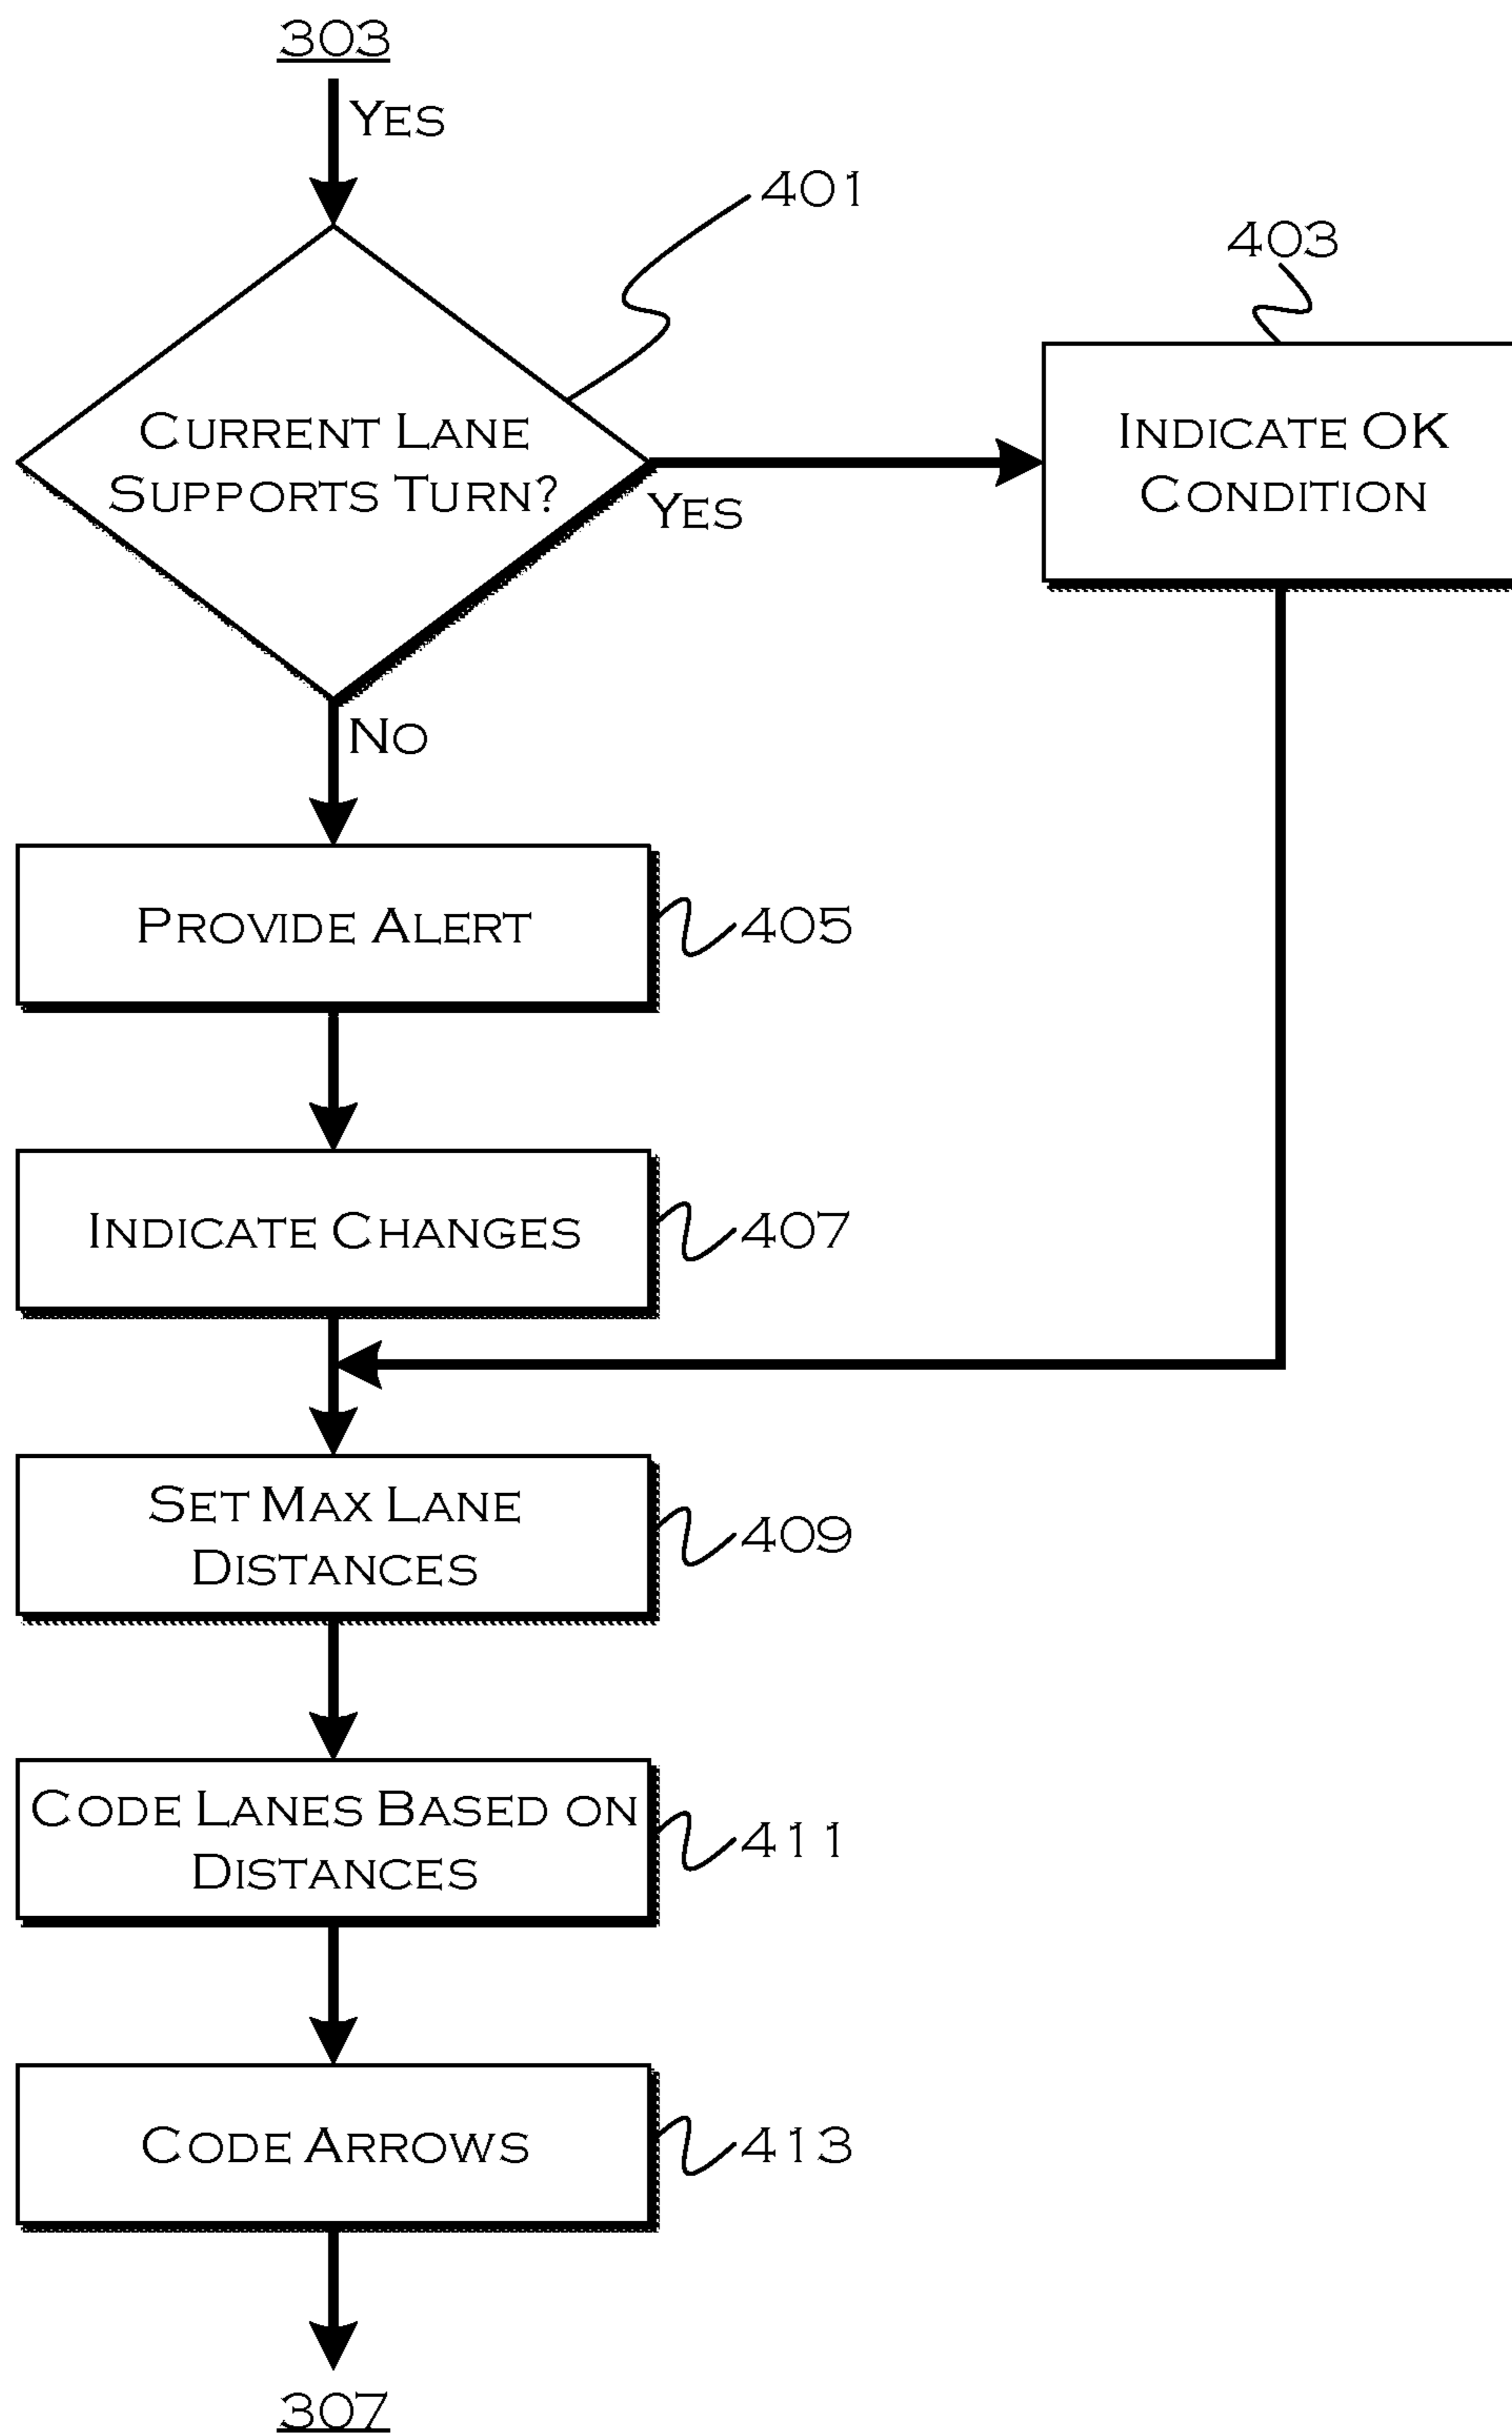 303
YES
401
403
CURRENT LANE
SUPPORTS TURN?
INDICATE OK
CONDITION
YES
NO
PROVIDE ALERT
405
INDICATE CHANGES
407
SET MAX LANE
DISTANCES
409
CODE LANES BASED ON
DISTANCES
411
CODE ARROWS
413
307